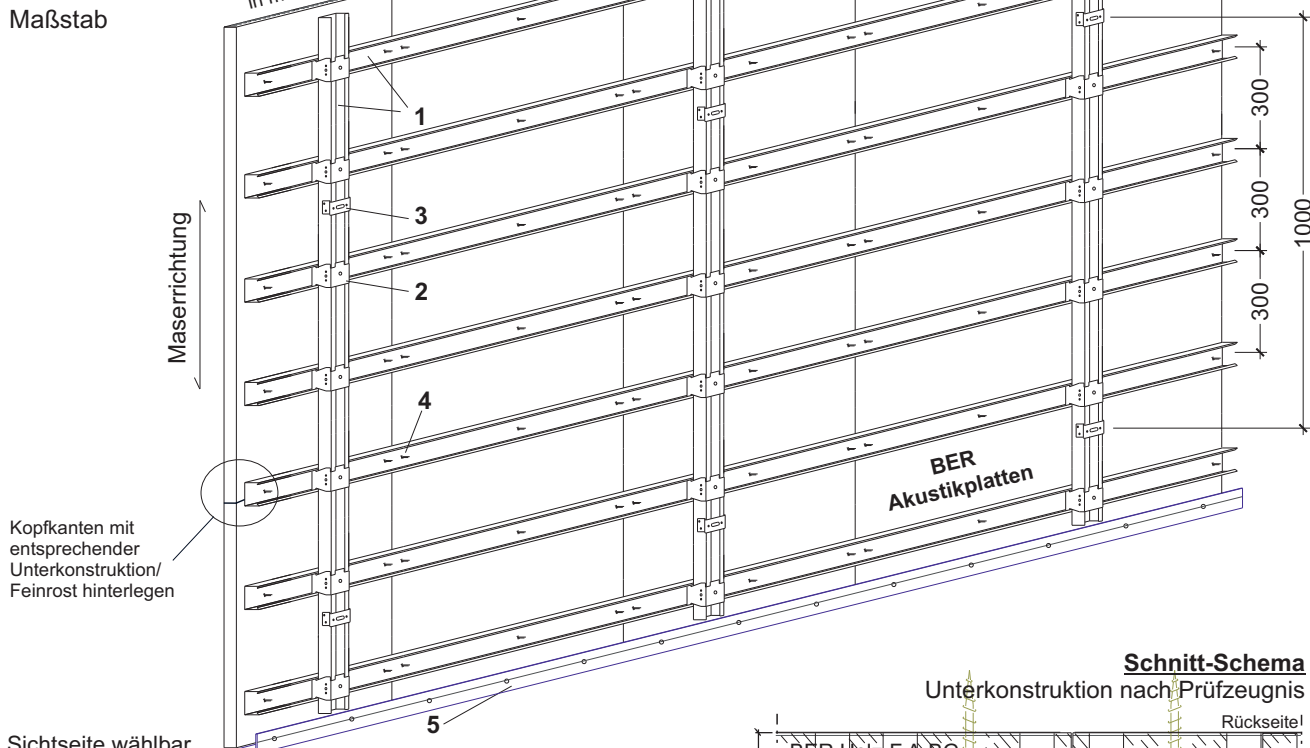 Maßstab
1
3
2
4
5
Maserrichtung
300
300
300
1000
BER
Akustikplatten
Kopfkanten mit
entsprechender
Unterkonstruktion/
Feinrost hinterlegen
Schnitt-Schema
Unterkonstruktion nach Prüfzeugnis
Rückseite
Sichtseite wählbar
BER